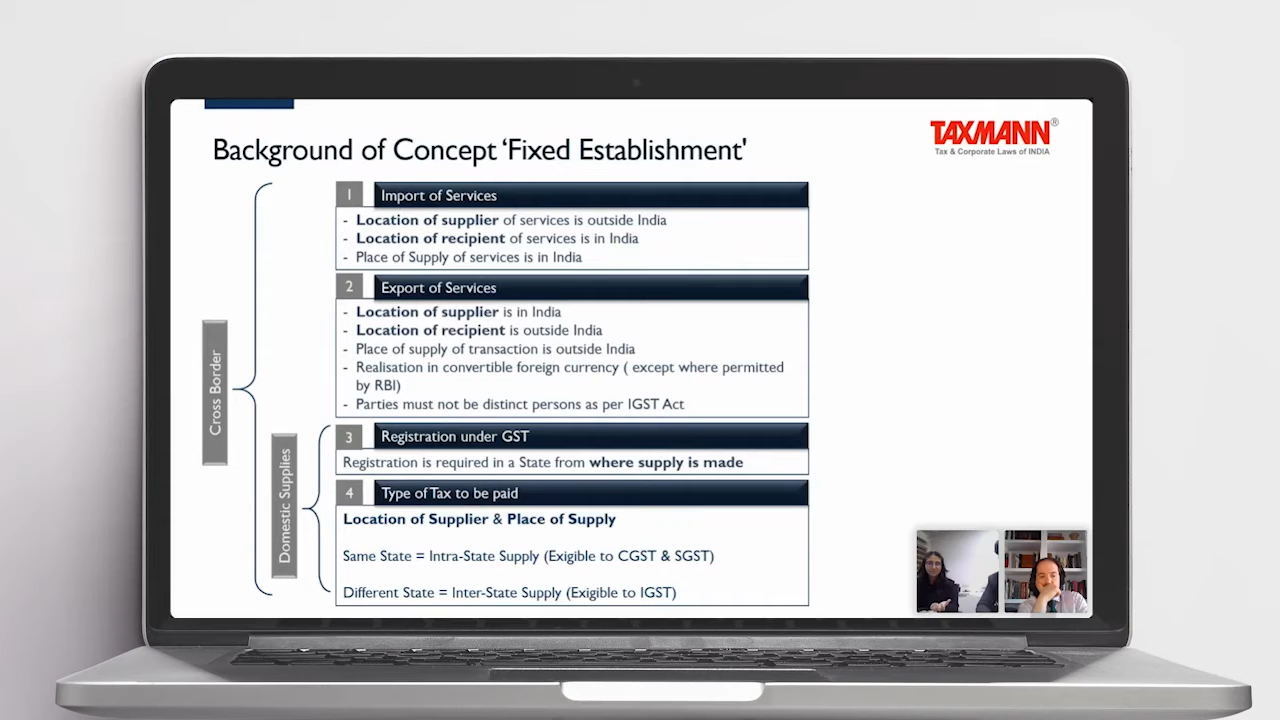 TAXMANN®
Tax & Corporate Laws of INDIA
Background of Concept ‘Fixed Establishment'
Cross Border
1 Import of Services
- Location of supplier of services is outside India
- Location of recipient of services is in India
- Place of Supply of services is in India
2 Export of Services
- Location of supplier is in India
- Location of recipient is outside India
- Place of supply of transaction is outside India
- Realisation in convertible foreign currency ( except where permitted
by RBI)
- Parties must not be distinct persons as per IGST Act
Domestic Supplies
3 Registration under GST
Registration is required in a State from where supply is made
4 Type of Tax to be paid
Location of Supplier & Place of Supply
Same State = Intra-State Supply (Exigible to CGST & SGST)
Different State = Inter-State Supply (Exigible to IGST)